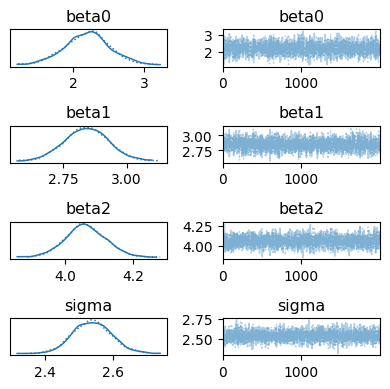 beta0 beta0
3
2
2 3 0 1000
beta1 beta1
3.00
2.75
2.75 3.00 0 1000
beta2 beta2
4.25
4.00
4.0 4.2 0 1000
sigma sigma
2.75
2.50
2.4 2.6 0 1000